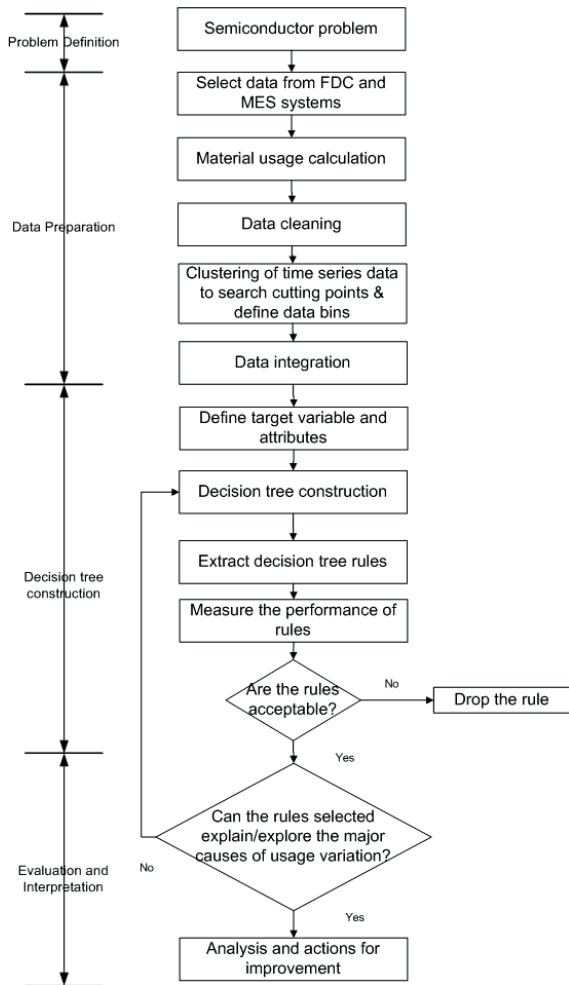 Semiconductor problem
Problem Definition
Select data from FDC and
MES systems
Material usage calculation
Data cleaning
Data Preparation
Clustering of time series data
to search cutting points &
define data bins
Data integration
Define target variable and
attributes
Decision tree construction
Extract decision tree rules
Decision tree
construction
Measure the performance of
rules
Are the rules
acceptable?
No
Drop the rule
Yes
Can the rules selected
explain/explore the major
causes of usage variation?
No
Evaluation and
Interpretation
Yes
Analysis and actions for
improvement